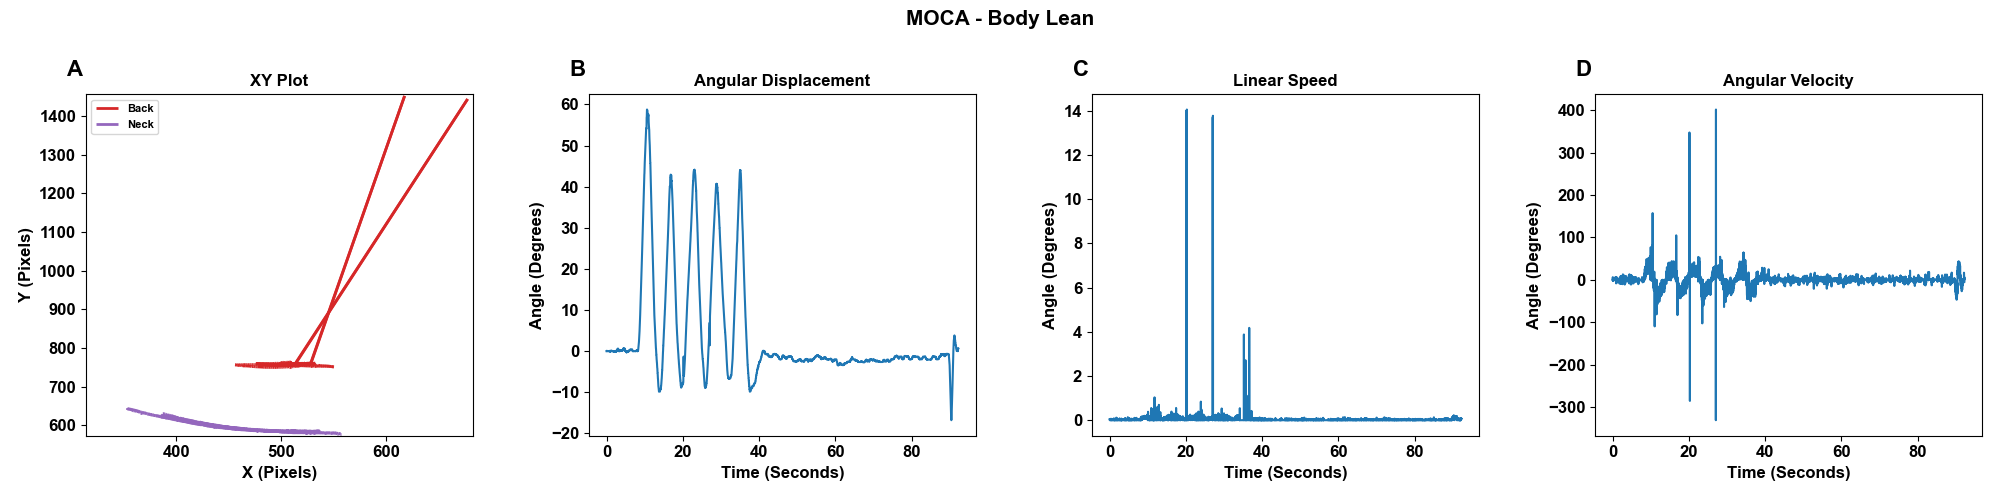 MOCA - Body Lean
A
XY Plot
Back
Neck
1400
1300
1200
1100
1000
900
800
700
600
400
500
600
Y (Pixels)
X (Pixels)
B
Angular Displacement
60
50
40
30
20
10
0
−10
−20
0
20
40
60
80
Angle (Degrees)
Time (Seconds)
C
Linear Speed
14
12
10
8
6
4
2
0
0
20
40
60
80
Angle (Degrees)
Time (Seconds)
D
Angular Velocity
400
300
200
100
0
−100
−200
−300
0
20
40
60
80
Angle (Degrees)
Time (Seconds)